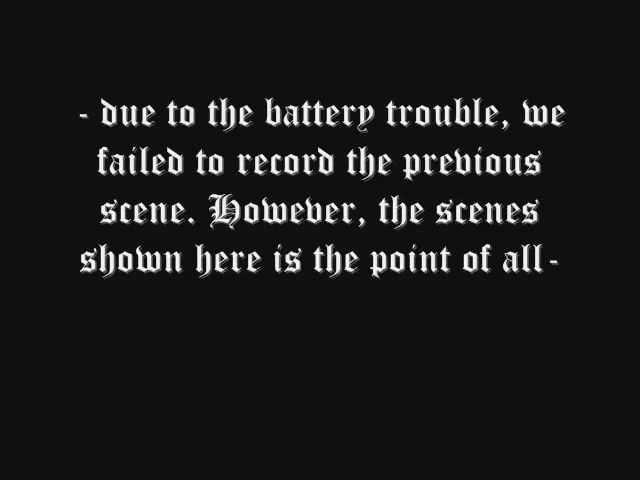 - due to the battery trouble, we
failed to record the previous
scene. However, the scenes
shown here is the point of all -